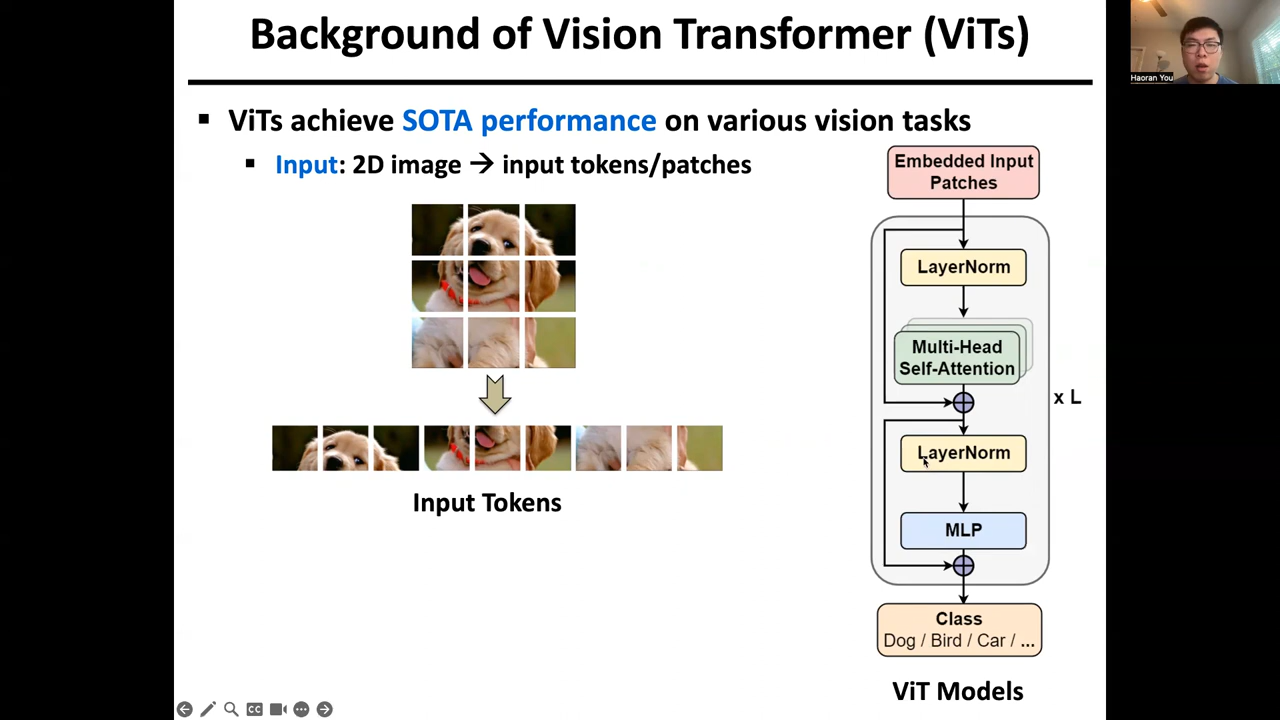 Background of Vision Transformer (ViTs)
Haoran You
▪ ViTs achieve SOTA performance on various vision tasks
▪ Input: 2D image → input tokens/patches
Input Tokens
Embedded Input
Patches
LayerNorm
Multi-Head
Self-Attention
x L
LayerNorm
MLP
Class
Dog / Bird / Car / ...
ViT Models
CC